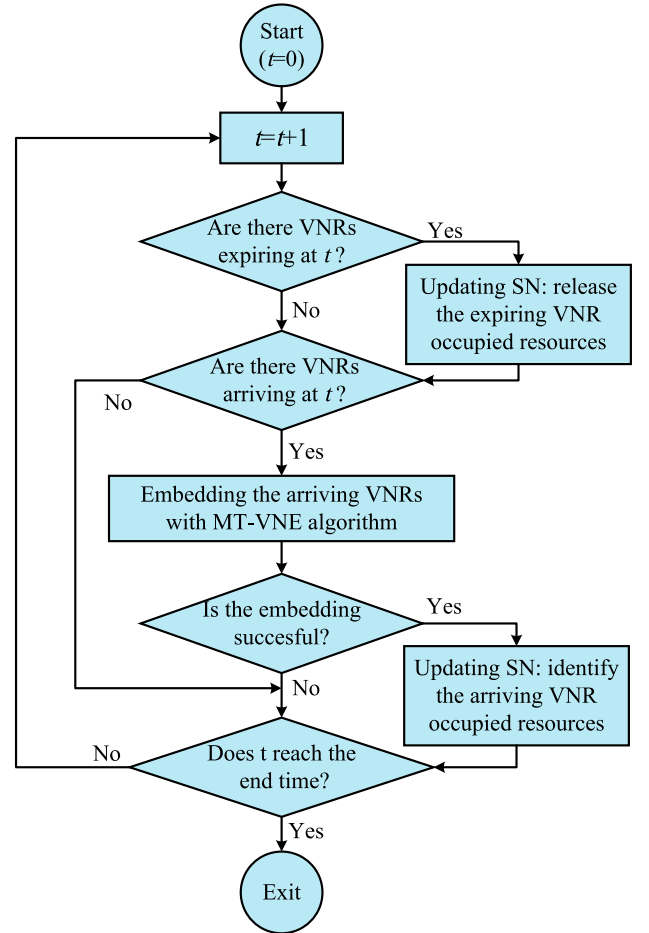 Start
(t=0)
t=t+1
Are there VNRs
expiring at t?
Yes
Updating SN: release
the expiring VNR
occupied resources
No
Are there VNRs
arriving at t?
No
Yes
Embedding the arriving VNRs
with MT-VNE algorithm
Is the embedding
succesful?
Yes
Updating SN: identify
the arriving VNR
occupied resources
No
Does t reach the
end time?
No
Yes
Exit